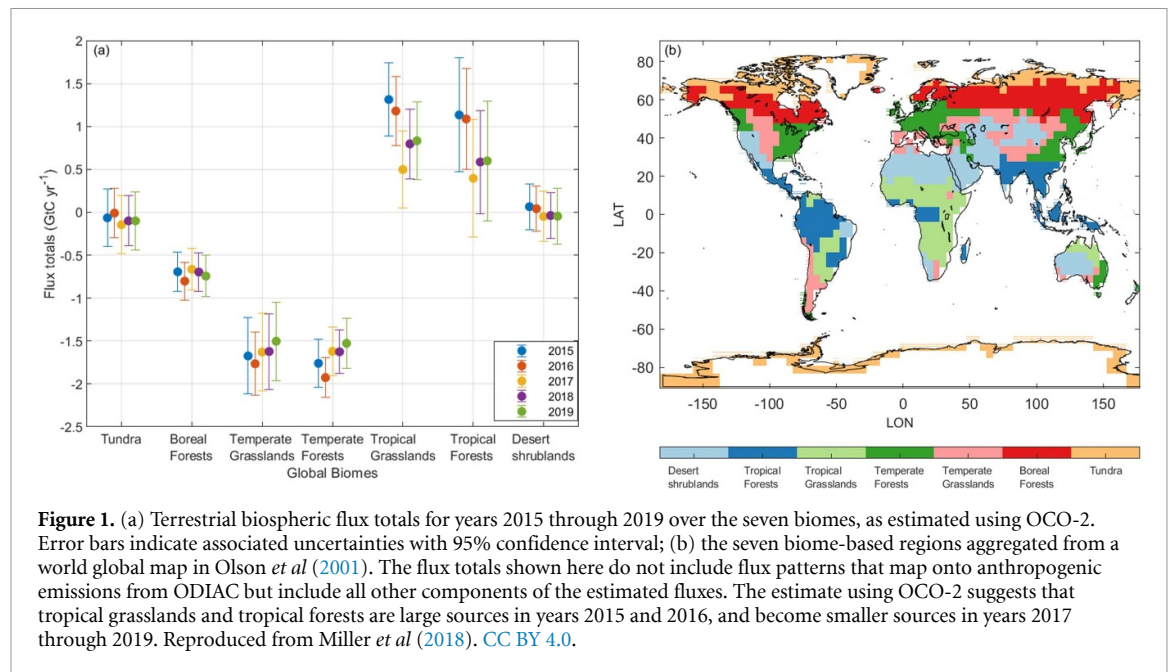 (a)
2
1.5
1
0.5
0
-0.5
-1
-1.5
-2
-2.5
Flux totals (GtC yr-1)
2015
2016
2017
2018
2019
Tundra
Boreal
Forests
Temperate
Grasslands
Temperate
Forests
Tropical
Grasslands
Tropical
Forests
Desert
shrublands
Global Biomes
(b)
80
60
40
20
0
-20
-40
-60
-80
LAT
-150
-100
-50
0
50
100
150
LON
Desert
shrublands
Tropical
Forests
Tropical
Grasslands
Temperate
Forests
Temperate
Grasslands
Boreal
Forests
Tundra
Figure 1. (a) Terrestrial biospheric flux totals for years 2015 through 2019 over the seven biomes, as estimated using OCO-2.
Error bars indicate associated uncertainties with 95% confidence interval; (b) the seven biome-based regions aggregated from a
world global map in Olson et al (2001). The flux totals shown here do not include flux patterns that map onto anthropogenic
emissions from ODIAC but include all other components of the estimated fluxes. The estimate using OCO-2 suggests that
tropical grasslands and tropical forests are large sources in years 2015 and 2016, and become smaller sources in years 2017
through 2019. Reproduced from Miller et al (2018). CC BY 4.0.